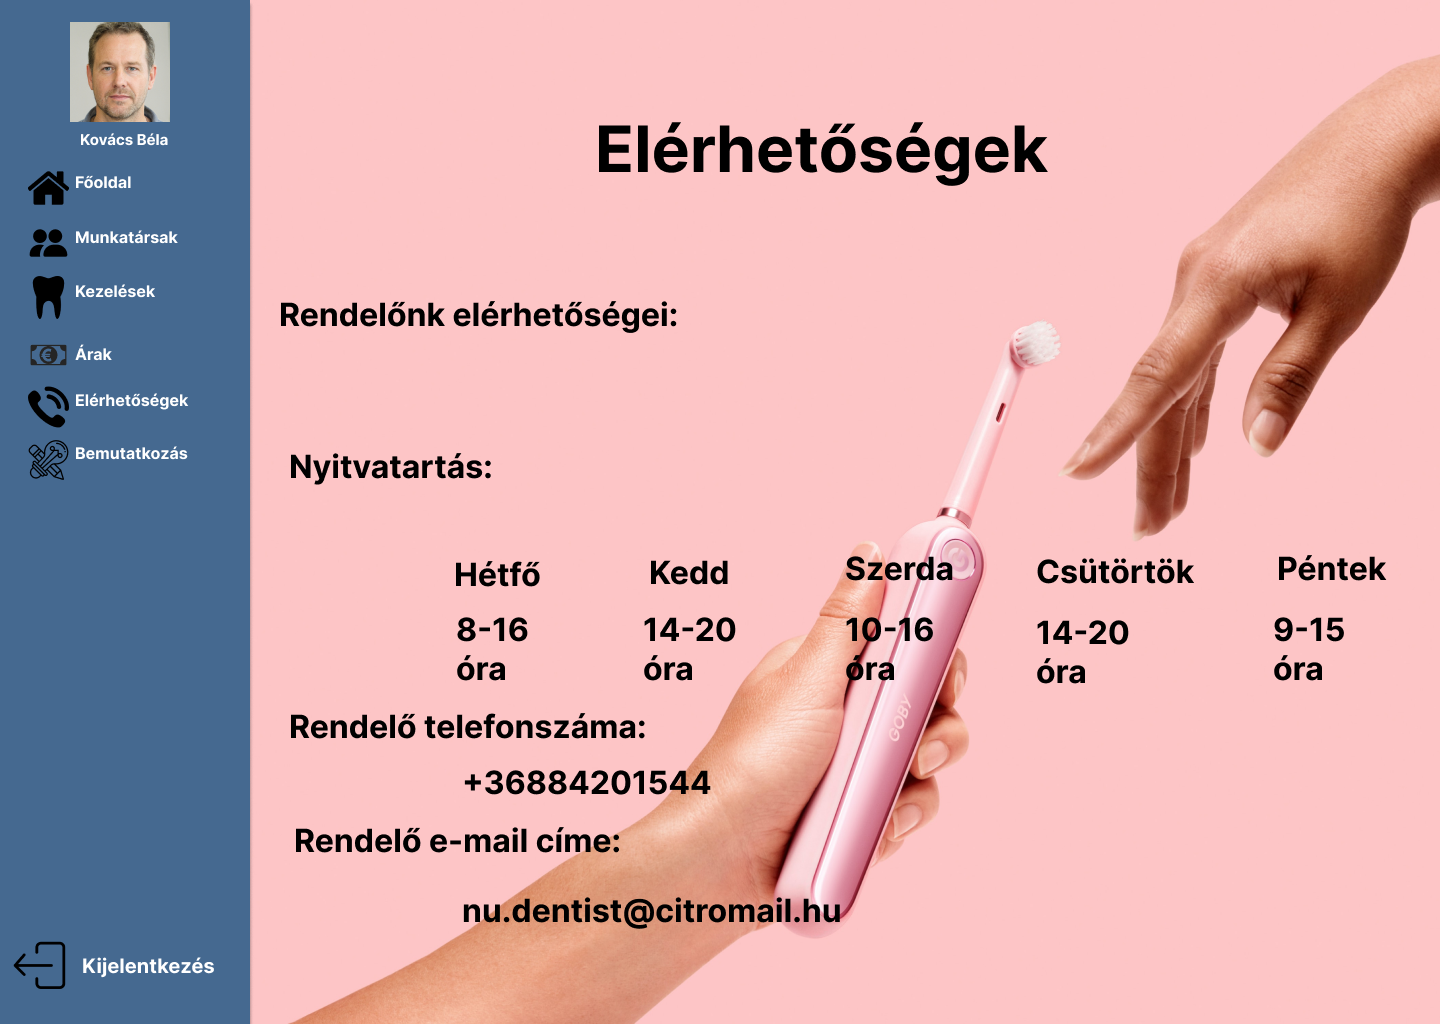 Kovács Béla
Főoldal
Munkatársak
Kezelések
Árak
Elérhetőségek
Bemutatkozás
Kijelentkezés
Elérhetőségek
Rendelőnk elérhetőségei:
Nyitvatartás:
Hétfő Kedd Szerda Csütörtök Péntek
8-16 14-20 10-16 14-20 9-15
óra óra óra óra óra
GOBY
Rendelő telefonszáma:
+36884201544
Rendelő e-mail címe:
nu.dentist@citromail.hu